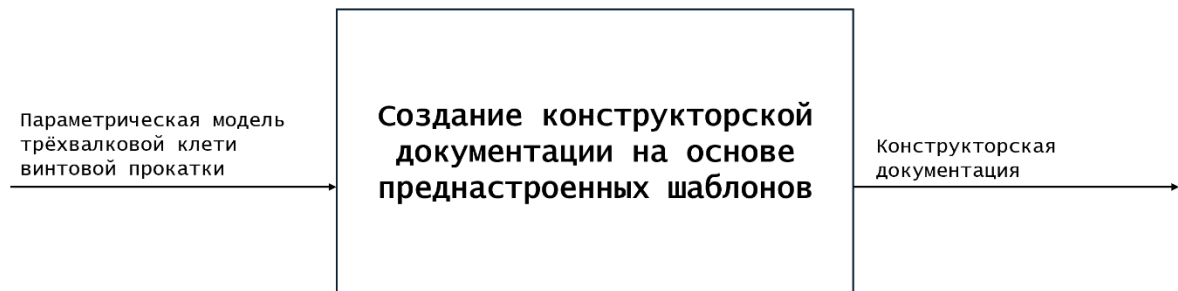 Параметрическая модель
трёхвалковой клети
винтовой прокатки
Создание конструкторской
документации на основе
преднастроенных шаблонов
Конструкторская
документация